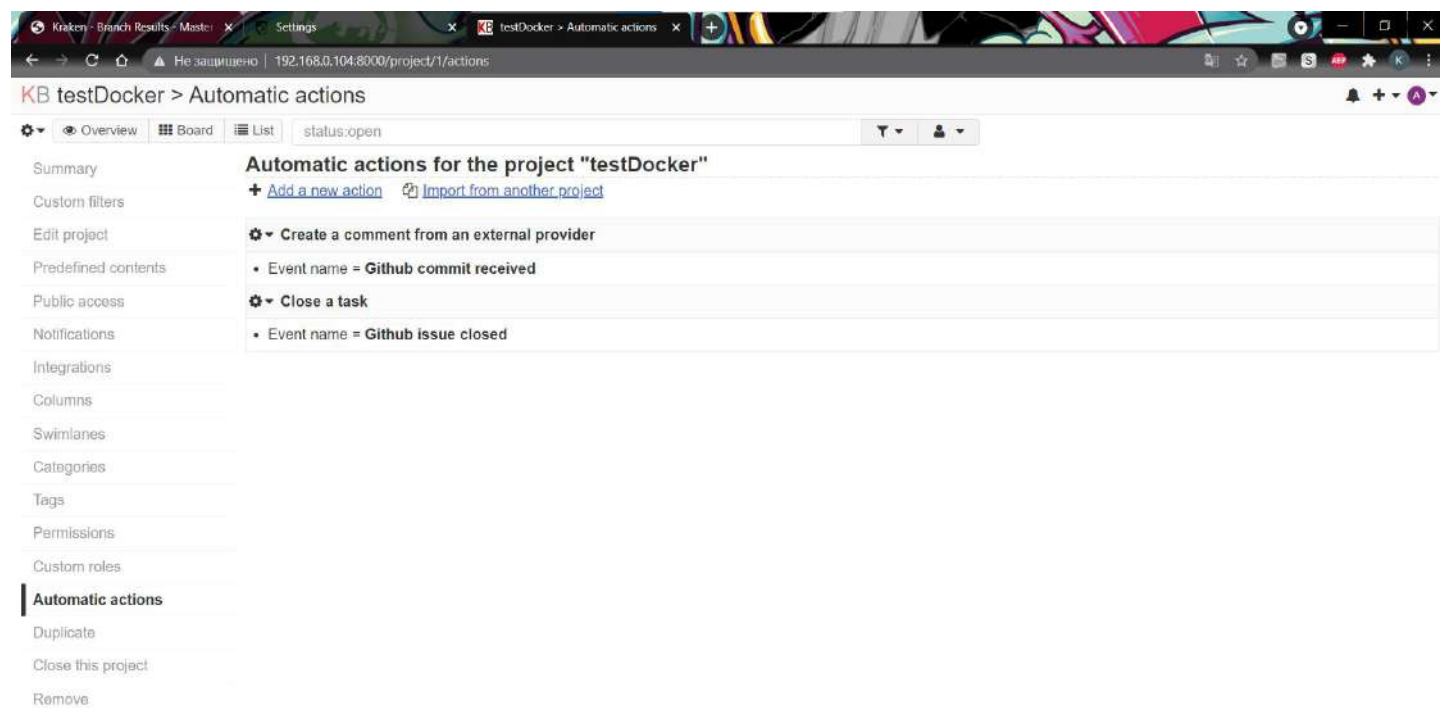 Kraken - Branch Results - Master
Settings
KB testDocker > Automatic actions
Не защищено | 192.168.0.104:8000/project/1/actions
KB testDocker > Automatic actions
Overview Board List status:open
Summary
Custom filters
Edit project
Predefined contents
Public access
Notifications
Integrations
Columns
Swimlanes
Categories
Tags
Permissions
Custom roles
Automatic actions
Duplicate
Close this project
Remove
Automatic actions for the project "testDocker"
+ Add a new action Import from another project
Create a comment from an external provider
• Event name = Github commit received
Close a task
• Event name = Github issue closed